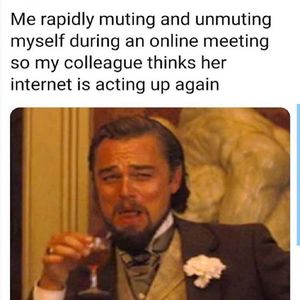 Me rapidly muting and unmuting
myself during an online meeting
so my colleague thinks her
internet is acting up again